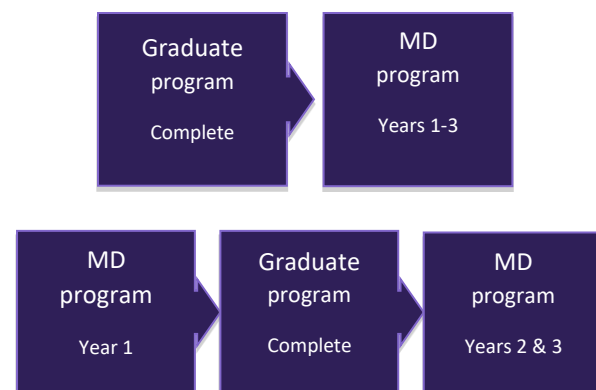 Graduate
program
Complete
MD
program
Years 1-3
MD
program
Year 1
Graduate
program
Complete
MD
program
Years 2 & 3